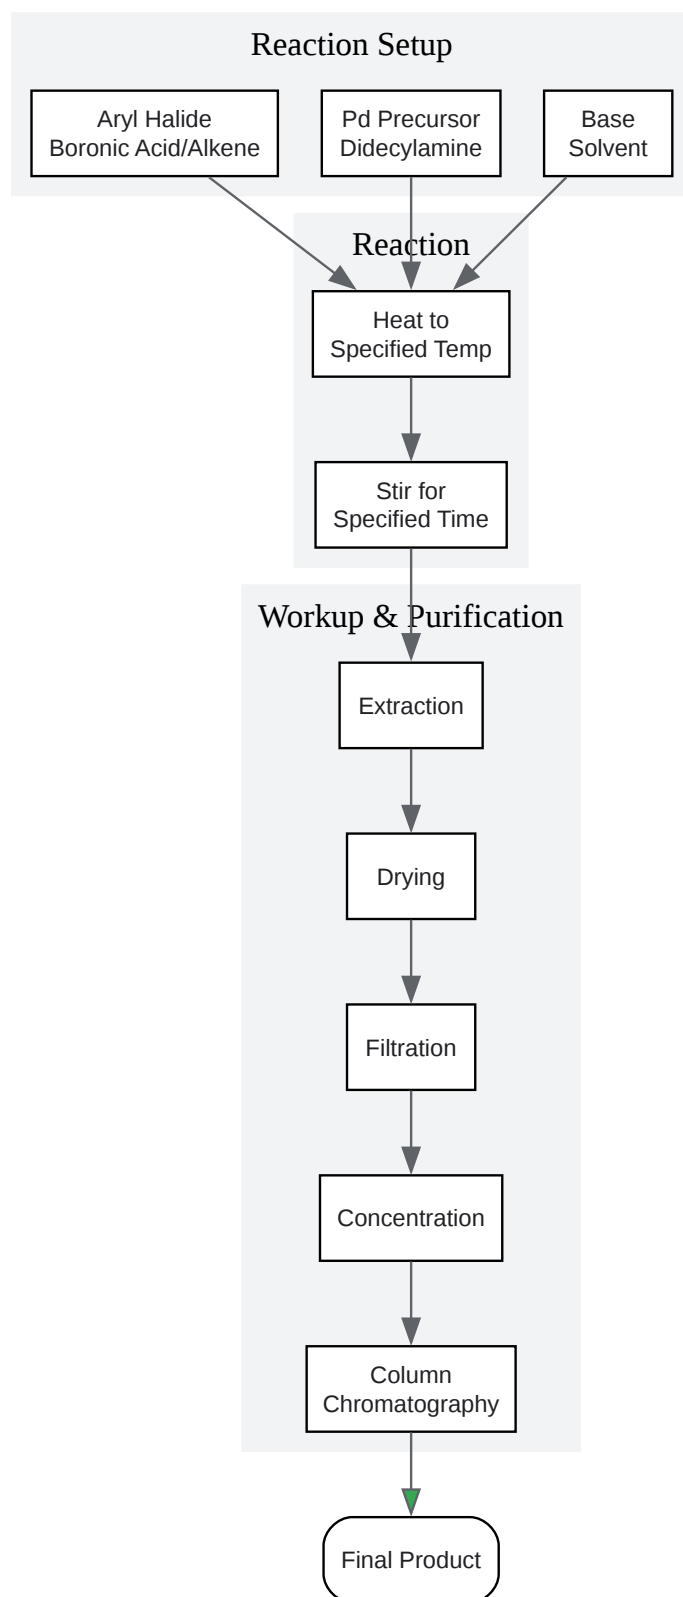 Reaction Setup
Aryl Halide
Boronic Acid/Alkene
Pd Precursor
Didecylamine
Base
Solvent
Reaction
Heat to
Specified Temp
Stir for
Specified Time
Workup & Purification
Extraction
Drying
Filtration
Concentration
Column
Chromatography
Final Product